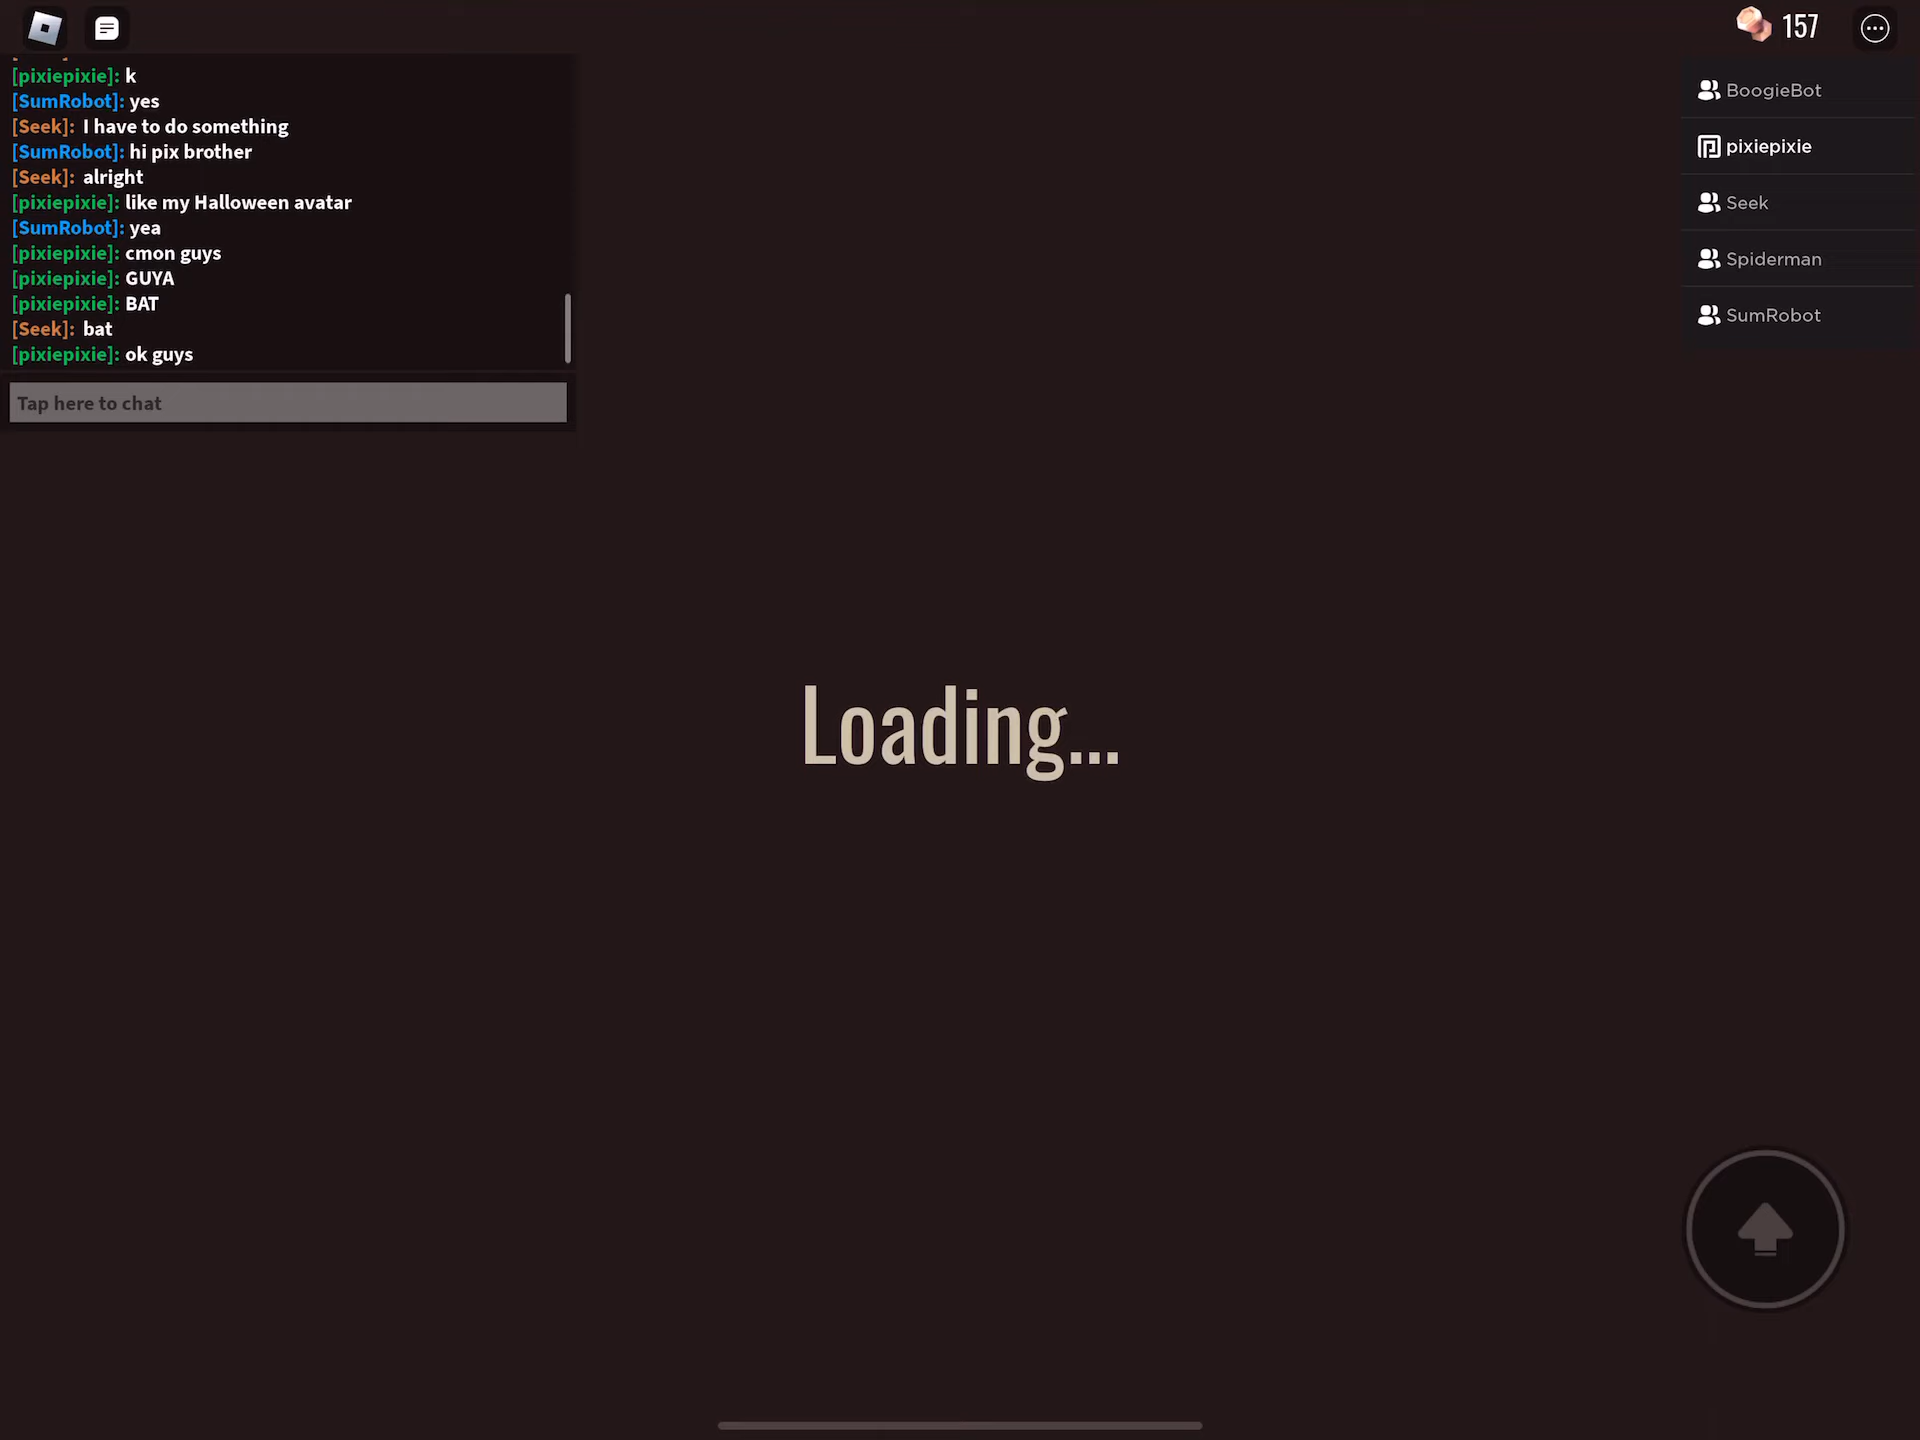 157
[pixiepixie]: k
[SumRobot]: yes
[Seek]: I have to do something
[SumRobot]: hi pix brother
[Seek]: alright
[pixiepixie]: like my Halloween avatar
[SumRobot]: yea
[pixiepixie]: cmon guys
[pixiepixie]: GUYA
[pixiepixie]: BAT
[Seek]: bat
[pixiepixie]: ok guys
Tap here to chat
BoogieBot
pixiepixie
Seek
Spiderman
SumRobot
Loading...